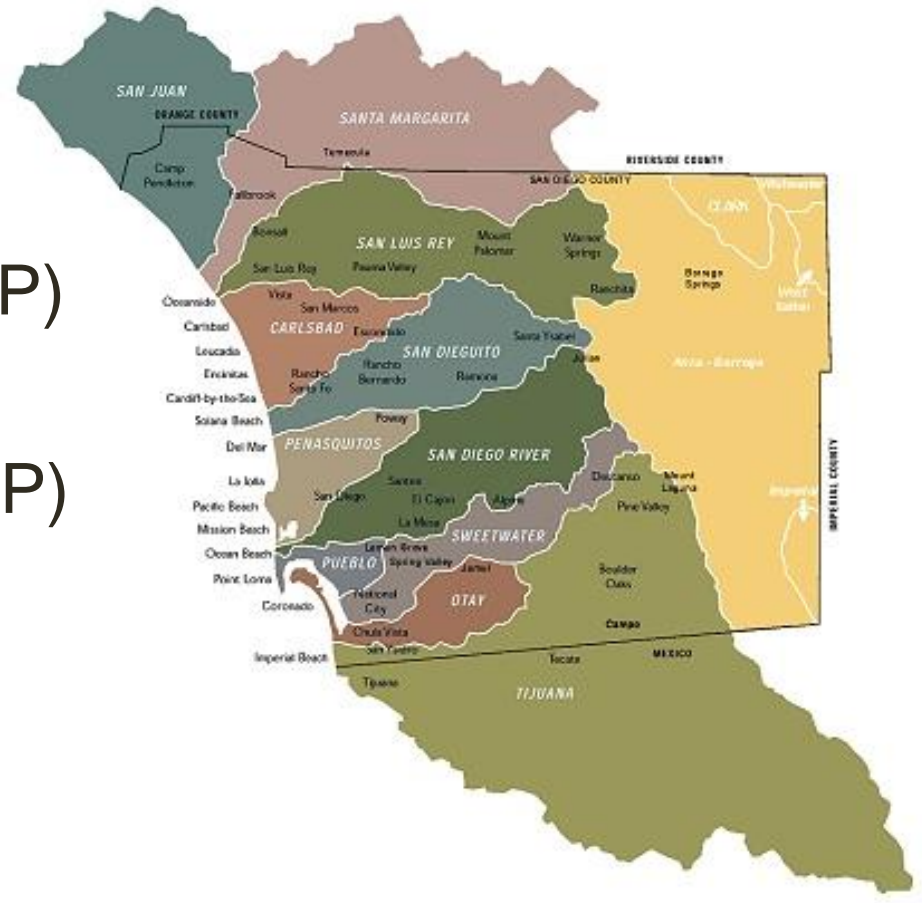 SAN JUAN
ORANGE COUNTY
SANTA MARGARITA
Temecula
RIVERSIDE COUNTY
Camp
Pendleton
SAN DIEGO COUNTY
Fallbrook
CLARK
Bonsall
SAN LUIS REY
Mount
Palomar
Warner
Springs
San Luis Rey
Pauma Valley
Borrego
Springs
Ranchita
West
P)
Oceanside
Vista
San Marcos
Carlsbad
CARLSBAD
Escondido
Santa Ysabel
Leucadia
SAN DIEGUITO
Julian
Anza - Borrego
Encinitas
Rancho
Santa Fe
Rancho
Bernardo
Ramona
Cardiff-by-the-Sea
Solana Beach
Poway
Del Mar
PENASQUITOS
SAN DIEGO RIVER
IMPERIAL COUNTY
P)
La Jolla
San Diego
Santee
El Cajon
Alpine
Descanso
Mount
Laguna
Imperial
Pacific Beach
Pine Valley
Mission Beach
La Mesa
SWEETWATER
Ocean Beach
Lemon Grove
PUEBLO
Spring Valley
Jamul
Point Loma
Boulder
Oaks
Coronado
National
City
OTAY
Campo
Chula Vista
San Ysidro
Imperial Beach
Tecate
MEXICO
Tijuana
TIJUANA